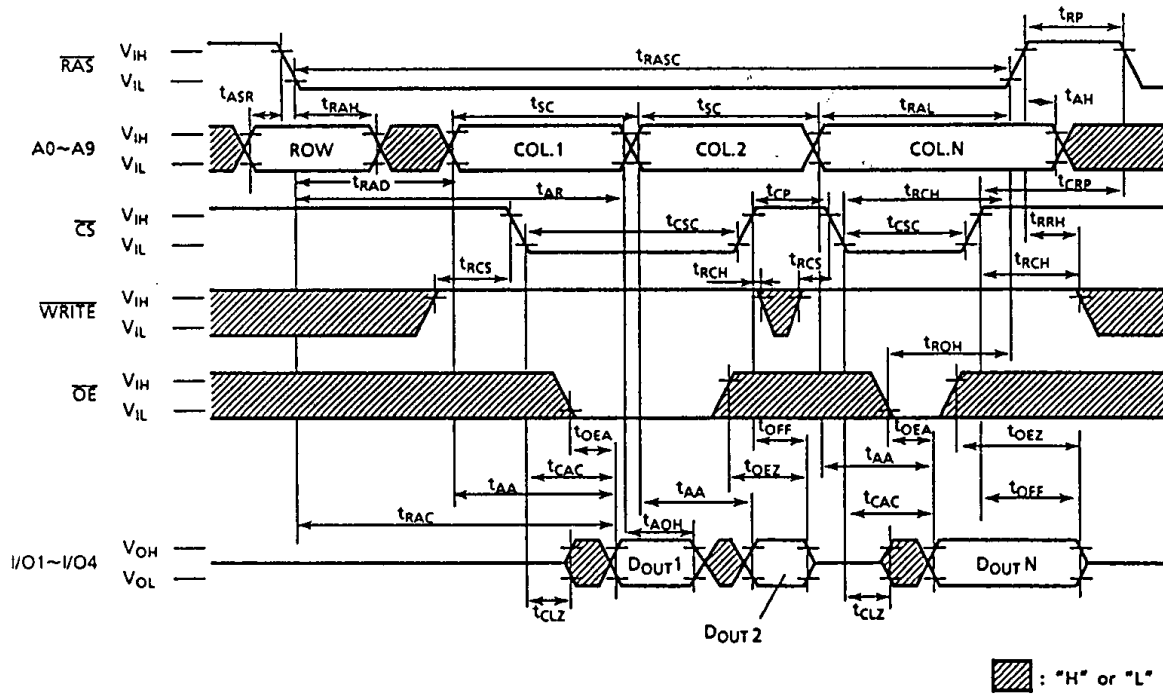 tRP
RAS
VIH
VIL
tRASC
tASR
tRAH
tSC
tSC
tRAL
tAH
A0~A9
VIH
VIL
ROW
COL.1
COL.2
COL.N
tRAD
tAR
tCP
tRCH
tCRP
CS
VIH
VIL
tCSC
tCSC
tRRH
tRCS
tRCH
tRCS
tRCH
WRITE
VIH
VIL
tROH
OE
VIH
VIL
tOEA
tOFF
tOEA
tOEZ
tCAC
tOEZ
tAA
tAA
tAA
tCAC
tOFF
tRAC
tAOH
I/O1~I/O4
VOH
VOL
DOUT1
DOUT N
tCLZ
tCLZ
DOUT2
: "H" or "L"